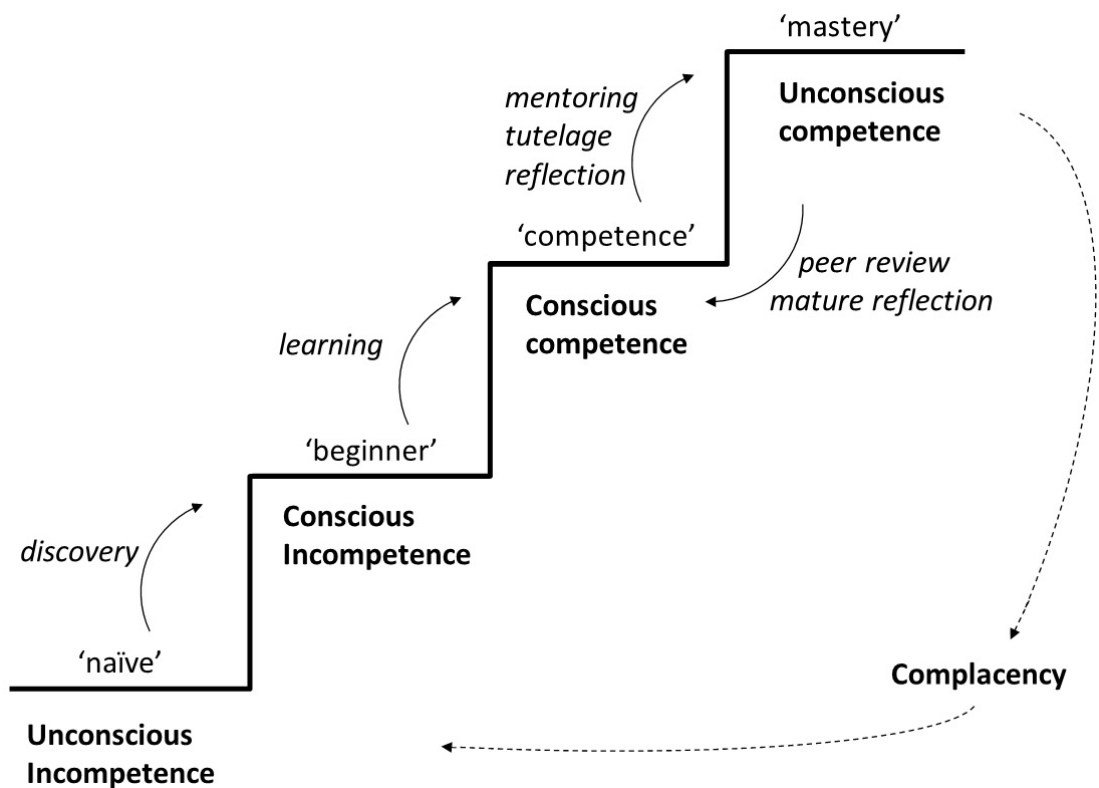 ‘mastery’
Unconscious
competence
mentoring
tutelage
reflection
‘competence’
peer review
mature reflection
Conscious
competence
learning
‘beginner’
Conscious
Incompetence
discovery
‘naïve’
Complacency
Unconscious
Incompetence